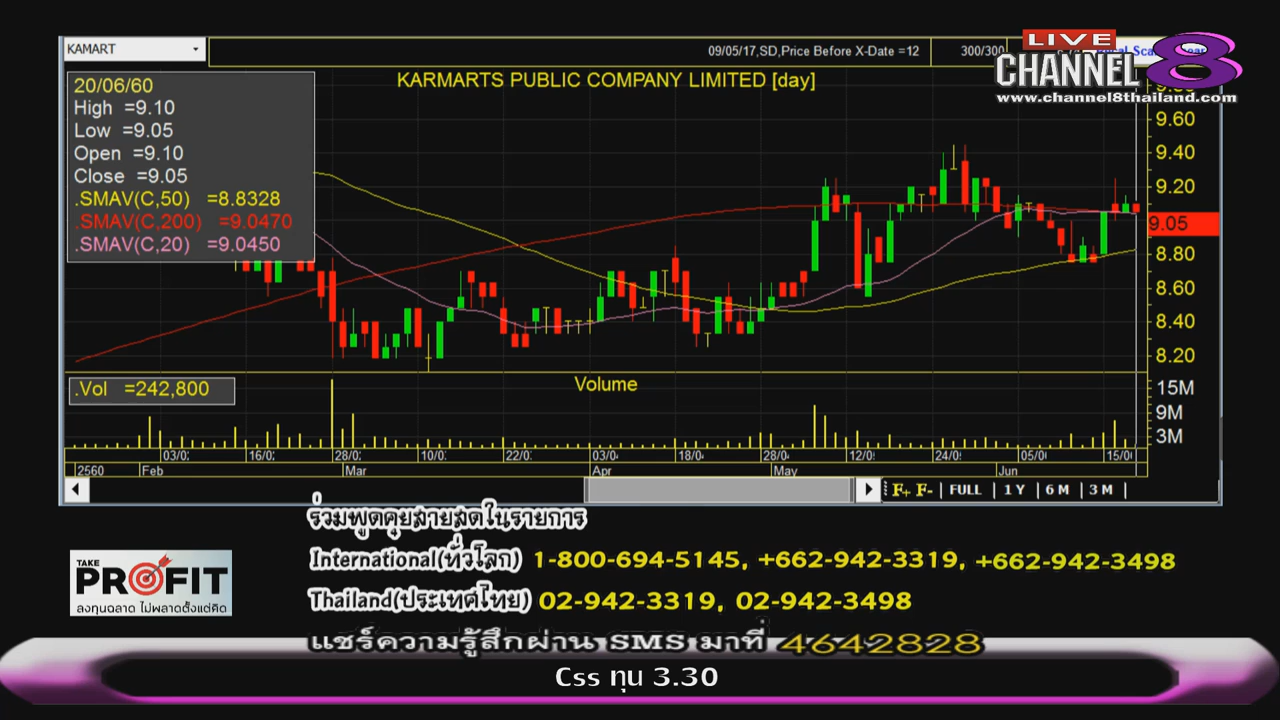 KAMART
09/05/17,SD,Price Before X-Date =12
300/300
LIVE
CHANNEL 8
www.channel8thailand.com
KARMARTS PUBLIC COMPANY LIMITED [day]
20/06/60
High =9.10
Low =9.05
Open =9.10
Close =9.05
.SMAV(C,50) =8.8328
.SMAV(C,200) =9.0470
.SMAV(C,20) =9.0450
9.60
9.40
9.20
9.05
8.80
8.60
8.40
8.20
.Vol =242,800
Volume
15M
9M
3M
03/0 16/0 28/0 10/0 22/0 03/0 18/0 28/0 12/0 24/0 05/0 15/0
2560 Feb Mar Apr May Jun
F+ F- | FULL | 1 Y | 6 M | 3 M |
ร่วมพูดคุยสายสดในรายการ
International(ทั่วโลก) 1-800-694-5145, +662-942-3319, +662-942-3498
Thailand(ประเทศไทย) 02-942-3319, 02-942-3498
TAKE
PROFIT
ลงทุนฉลาด ไม่พลาดตั้งแต่คิด
แชร์ความรู้สึกผ่าน SMS มาที่ 4642828
Css ทุน 3.30